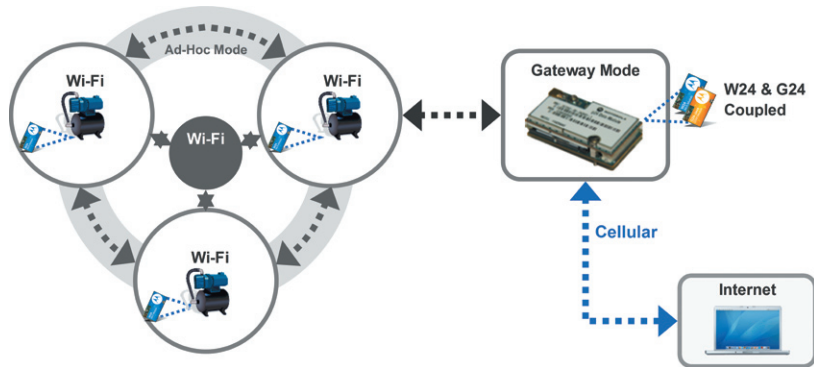 Ad-Hoc Mode
Wi-Fi
Wi-Fi
Wi-Fi
Wi-Fi
Gateway Mode
W24 & G24
Coupled
Cellular
Internet